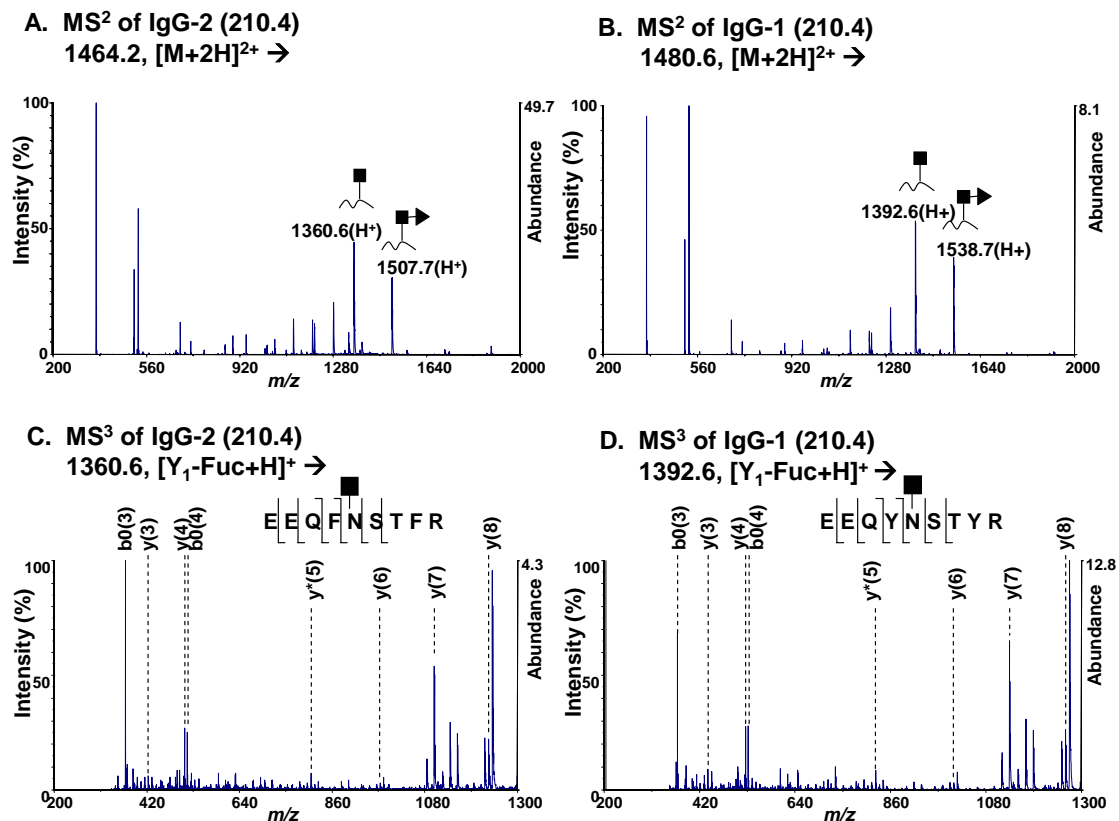 A. MS² of IgG-2 (210.4)
1464.2, [M+2H]²⁺ →
100
50
0
Intensity (%)
49.7
Abundance
1360.6(H⁺)
1507.7(H⁺)
200 560 920 1280 1640 2000
m/z
B. MS² of IgG-1 (210.4)
1480.6, [M+2H]²⁺ →
100
50
0
Intensity (%)
8.1
Abundance
1392.6(H+)
1538.7(H+)
200 560 920 1280 1640 2000
m/z
C. MS³ of IgG-2 (210.4)
1360.6, [Y₁-Fuc+H]⁺ →
E E Q F N S T F R
b0(3)
y(3)
y(4)
b0(4)
y*(5)
y(6)
y(7)
y(8)
100
50
0
Intensity (%)
4.3
Abundance
200 420 640 860 1080 1300
m/z
D. MS³ of IgG-1 (210.4)
1392.6, [Y₁-Fuc+H]⁺ →
E E Q Y N S T Y R
b0(3)
y(3)
y(4)
b0(4)
y*(5)
y(6)
y(7)
y(8)
100
50
0
Intensity (%)
12.8
Abundance
200 420 640 860 1080 1300
m/z